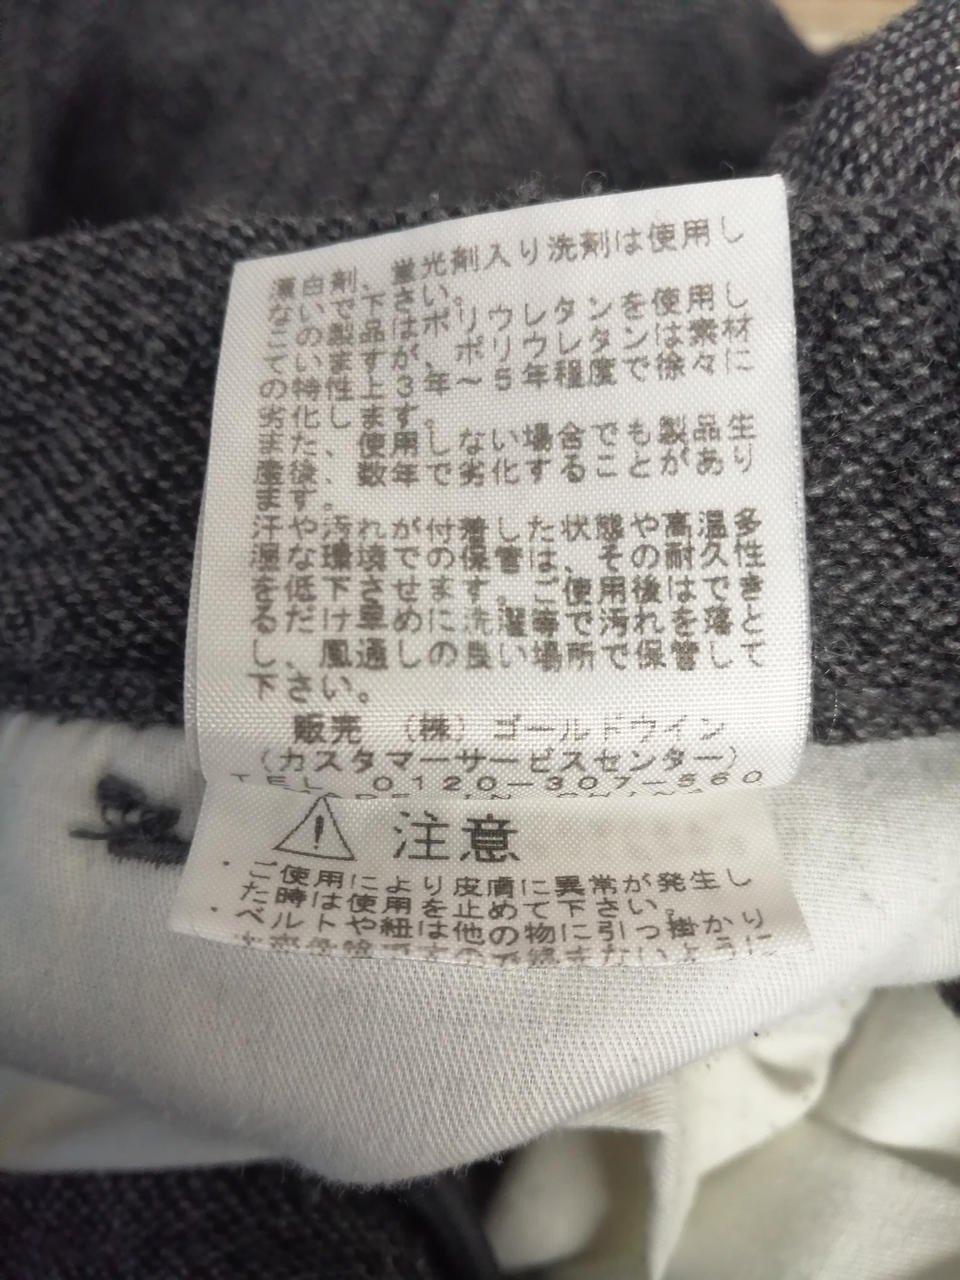 漂白剤、蛍光剤入り洗剤は使用し
ないで下さい。
この製品はポリウレタンを使用し
ていますが、ポリウレタンは素材
の特性上3年～5年程度で徐々に
劣化します。
また、使用しない場合でも製品生
産後、数年で劣化することがあり
ます。
汗や汚れが付着した状態や高温多
湿な環境での保管は、その耐久性
を低下させます。ご使用後はでき
るだけ早めに洗濯等で汚れを落と
し、風通しの良い場所で保管して
下さい。
販売 (株) ゴールドウイン
(カスタマーサービスセンター)
TEL 0120-307-560
注意
・ご使用により皮膚に異常が発生し
た時は使用を止めて下さい。
・ベルトや紐は他の物に引っ掛かり